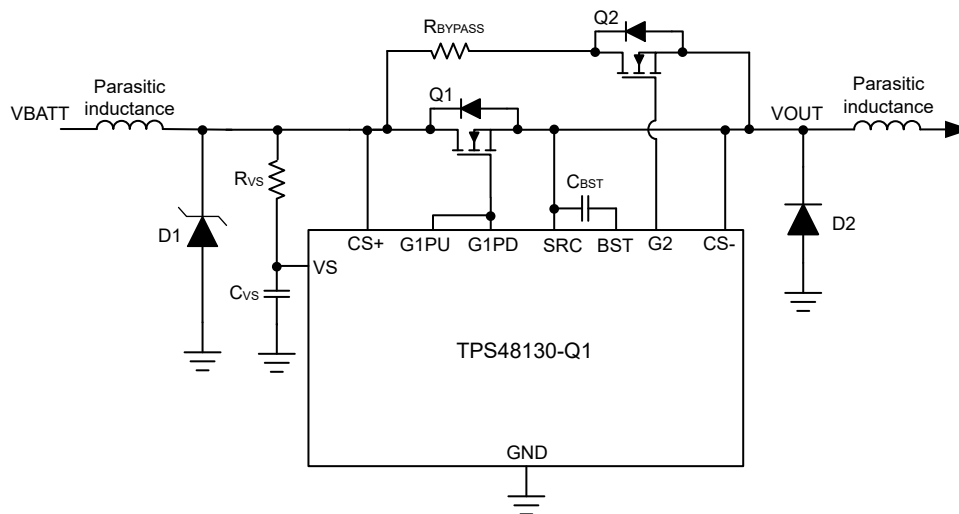 RBYPASS
Q2
Parasitic
inductance
VBATT
Q1
VOUT
Parasitic
inductance
RVS
CBST
D1
CS+
G1PU
G1PD
SRC
BST
G2
CS-
D2
VS
CVS
TPS48130-Q1
GND